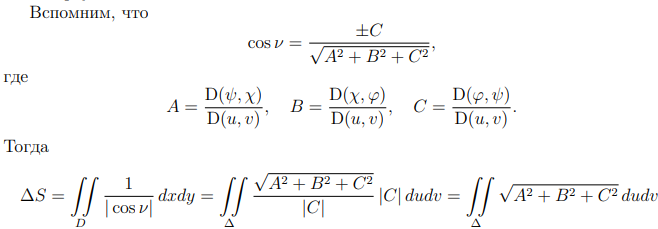 Вспомним, что
cos ν = ±C / √(A² + B² + C²),
где
A = D(ψ, χ) / D(u, v), B = D(χ, φ) / D(u, v), C = D(φ, ψ) / D(u, v).
Тогда
ΔS = ∬_D 1 / |cos ν| dxdy = ∬_Δ √(A² + B² + C²) / |C| |C| dudv = ∬_Δ √(A² + B² + C²) dudv